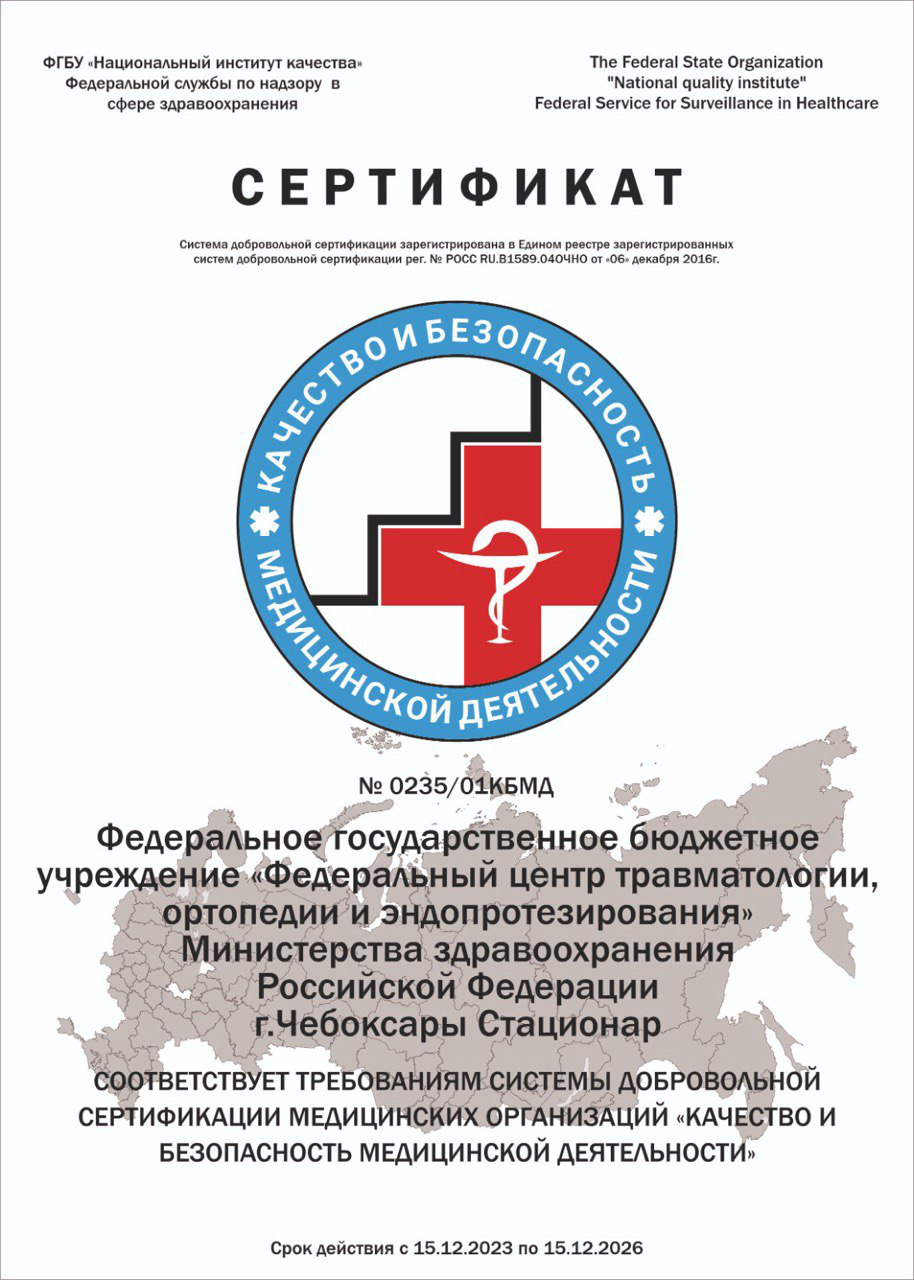 ФГБУ «Национальный институт качества»
Федеральной службы по надзору в
сфере здравоохранения
The Federal State Organization
"National quality institute"
Federal Service for Surveillance in Healthcare
СЕРТИФИКАТ
Система добровольной сертификации зарегистрирована в Едином реестре зарегистрированных
систем добровольной сертификации рег. № РОСС RU.В1589.04ОЧНО от «06» декабря 2016г.
КАЧЕСТВО И БЕЗОПАСНОСТЬ
МЕДИЦИНСКОЙ ДЕЯТЕЛЬНОСТИ
№ 0235/01КБМД
Федеральное государственное бюджетное
учреждение «Федеральный центр травматологии,
ортопедии и эндопротезирования»
Министерства здравоохранения
Российской Федерации
г.Чебоксары Стационар
СООТВЕТСТВУЕТ ТРЕБОВАНИЯМ СИСТЕМЫ ДОБРОВОЛЬНОЙ
СЕРТИФИКАЦИИ МЕДИЦИНСКИХ ОРГАНИЗАЦИЙ «КАЧЕСТВО И
БЕЗОПАСНОСТЬ МЕДИЦИНСКОЙ ДЕЯТЕЛЬНОСТИ»
Срок действия с 15.12.2023 по 15.12.2026